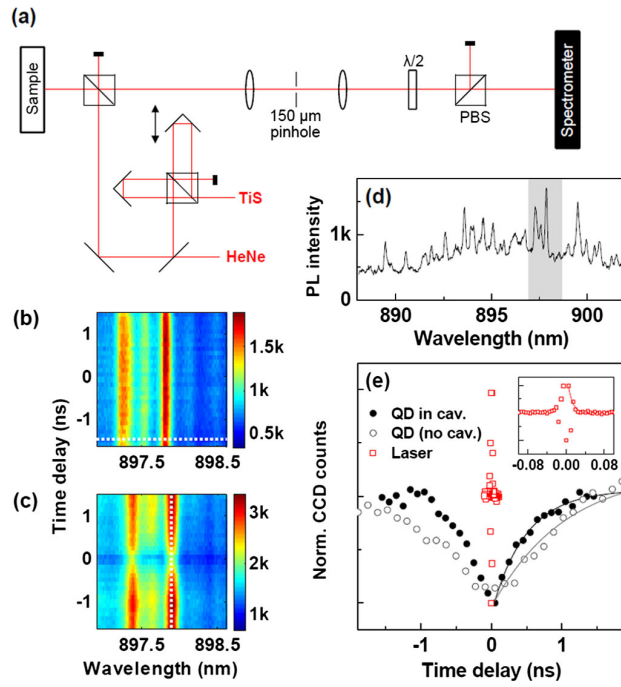 (a)
Sample
150 μm
pinhole
λ/2
PBS
Spectrometer
TiS
HeNe
(d)
PL intensity
1k
0
890
895
900
Wavelength (nm)
(b)
1
0
-1
897.5
898.5
1.5k
1k
0.5k
(c)
1
0
-1
897.5
898.5
3k
2k
1k
Time delay (ns)
Wavelength (nm)
(e)
QD in cav.
QD (no cav.)
Laser
-0.08
0.00
0.08
Norm. CCD counts
-1
0
1
Time delay (ns)